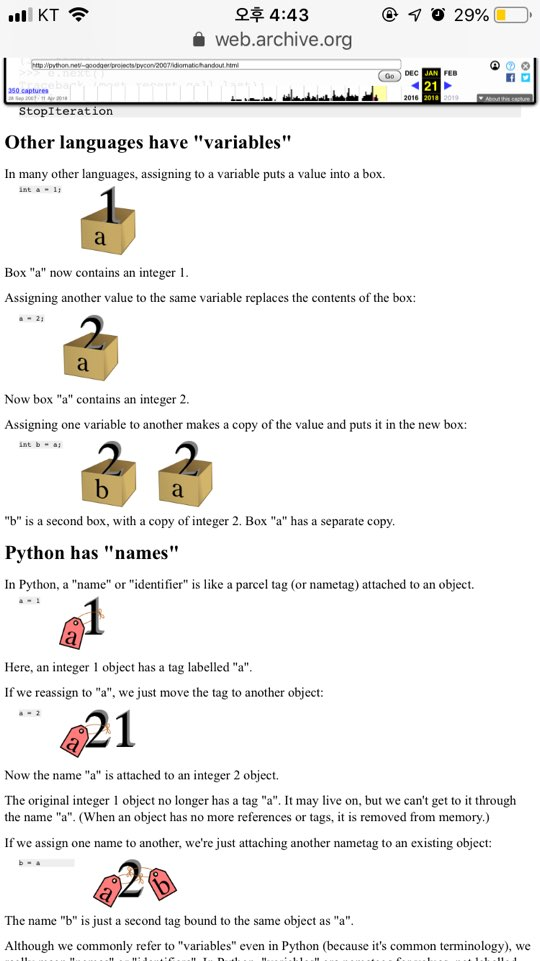 KT 오후 4:43 29%
web.archive.org
http://python.net/~goodger/projects/pycon/2007/idiomatic/handout.html Go DEC JAN FEB
>>> e.next()
21
350 captures
28 Sep 2007 - 11 Apr 2018 2016 2018 2019 About this capture
StopIteration
Other languages have "variables"
In many other languages, assigning to a variable puts a value into a box.
int a = 1;
1
a
Box "a" now contains an integer 1.
Assigning another value to the same variable replaces the contents of the box:
a = 2;
2
a
Now box "a" contains an integer 2.
Assigning one variable to another makes a copy of the value and puts it in the new box:
int b = a;
2 2
b a
"b" is a second box, with a copy of integer 2. Box "a" has a separate copy.
Python has "names"
In Python, a "name" or "identifier" is like a parcel tag (or nametag) attached to an object.
a = 1
a 1
Here, an integer 1 object has a tag labelled "a".
If we reassign to "a", we just move the tag to another object:
a = 2
a 2 1
Now the name "a" is attached to an integer 2 object.
The original integer 1 object no longer has a tag "a". It may live on, but we can't get to it through
the name "a". (When an object has no more references or tags, it is removed from memory.)
If we assign one name to another, we're just attaching another nametag to an existing object:
b = a
a 2 b
The name "b" is just a second tag bound to the same object as "a".
Although we commonly refer to "variables" even in Python (because it's common terminology), we